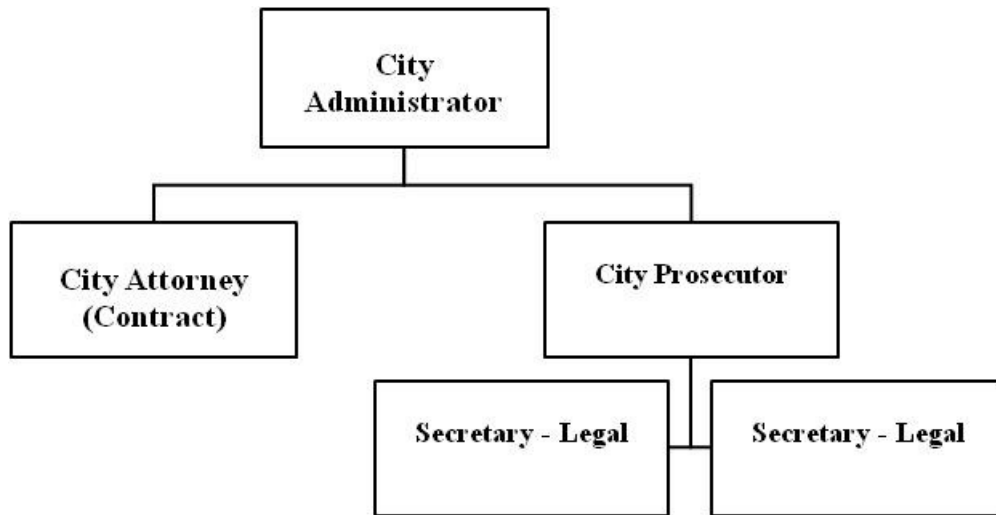 City
Administrator
City Attorney
(Contract)
City Prosecutor
Secretary - Legal
Secretary - Legal